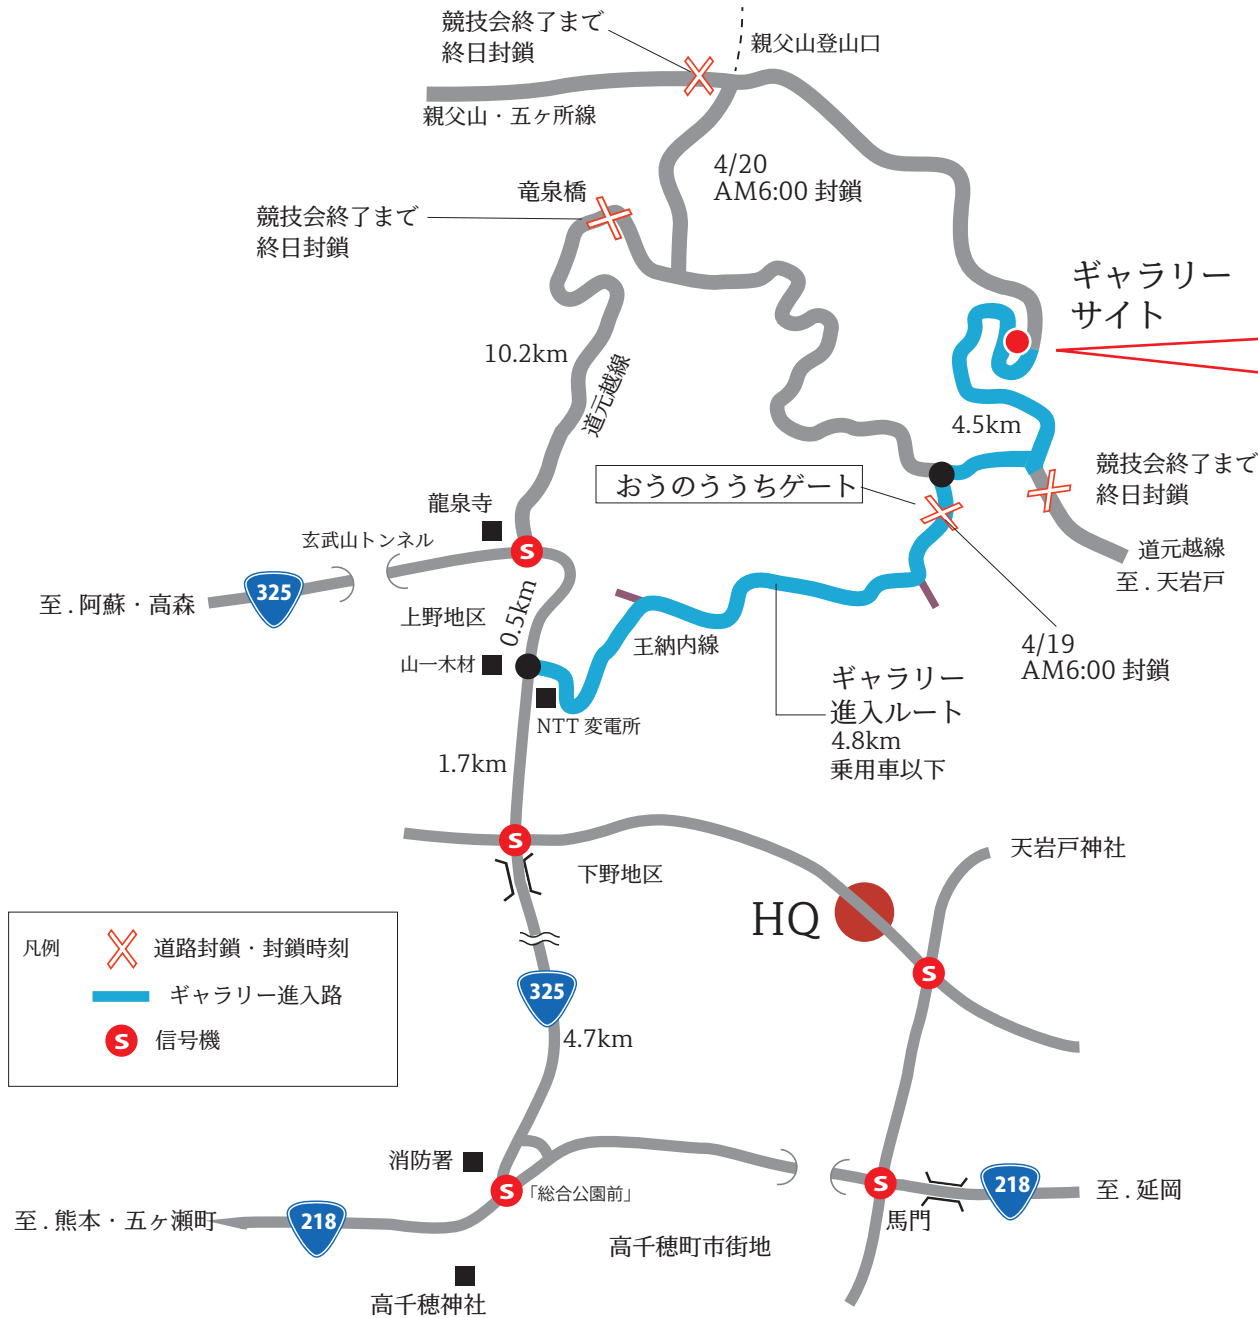 競技会終了まで
終日封鎖
親父山登山口
親父山・五ヶ所線
4/20
AM6:00 封鎖
竜泉橋
競技会終了まで
終日封鎖
ギャラリー
サイト
10.2km
道元越線
4.5km
競技会終了まで
終日封鎖
おうのううちゲート
龍泉寺
玄武山トンネル
S
道元越線
至 . 天岩戸
325
至 . 阿蘇・高森
0.5km
上野地区
王納内線
4/19
AM6:00 封鎖
山一木材
ギャラリー
進入ルート
4.8km
乗用車以下
NTT 変電所
1.7km
S
下野地区
天岩戸神社
HQ
凡例
道路封鎖・封鎖時刻
ギャラリー進入路
S
信号機
S
325
4.7km
消防署
S
「総合公園前」
S
218
至 . 延岡
至 . 熊本・五ヶ瀬町
218
馬門
高千穂町市街地
高千穂神社